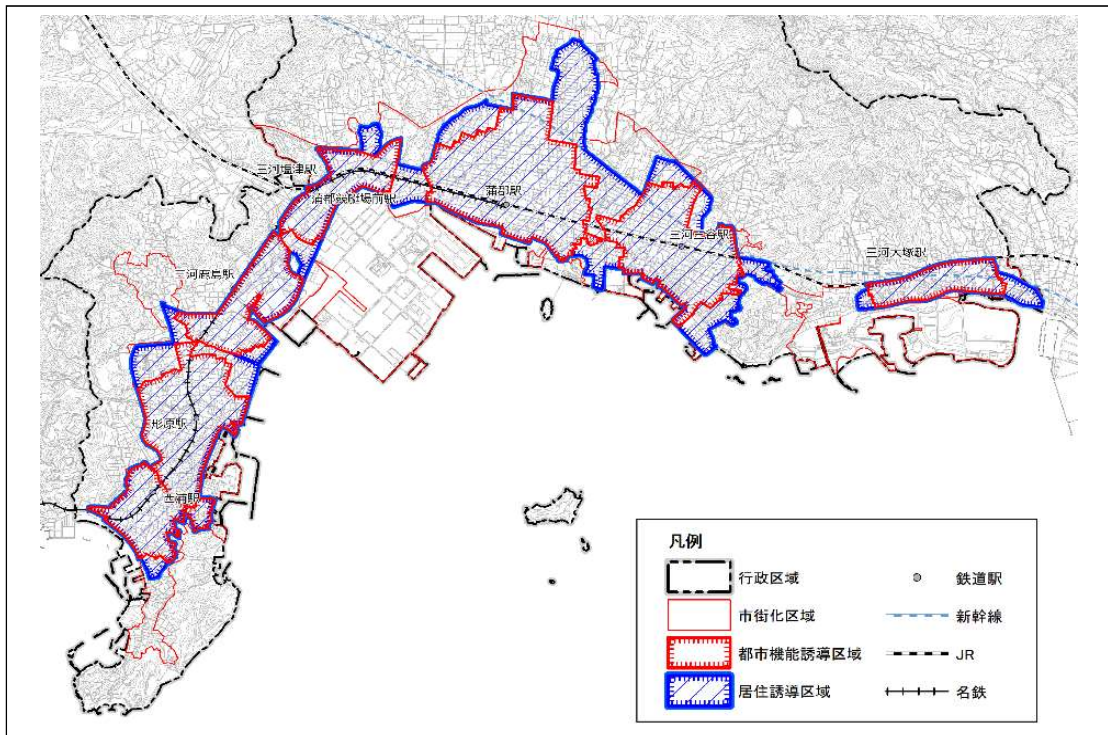 三河塩津駅
蒲郡競艇場前駅
蒲郡駅
三河三谷駅
三河大塚駅
三河鹿島駅
形原駅
西浦駅
凡例
行政区域
鉄道駅
市街化区域
新幹線
都市機能誘導区域
JR
居住誘導区域
名鉄